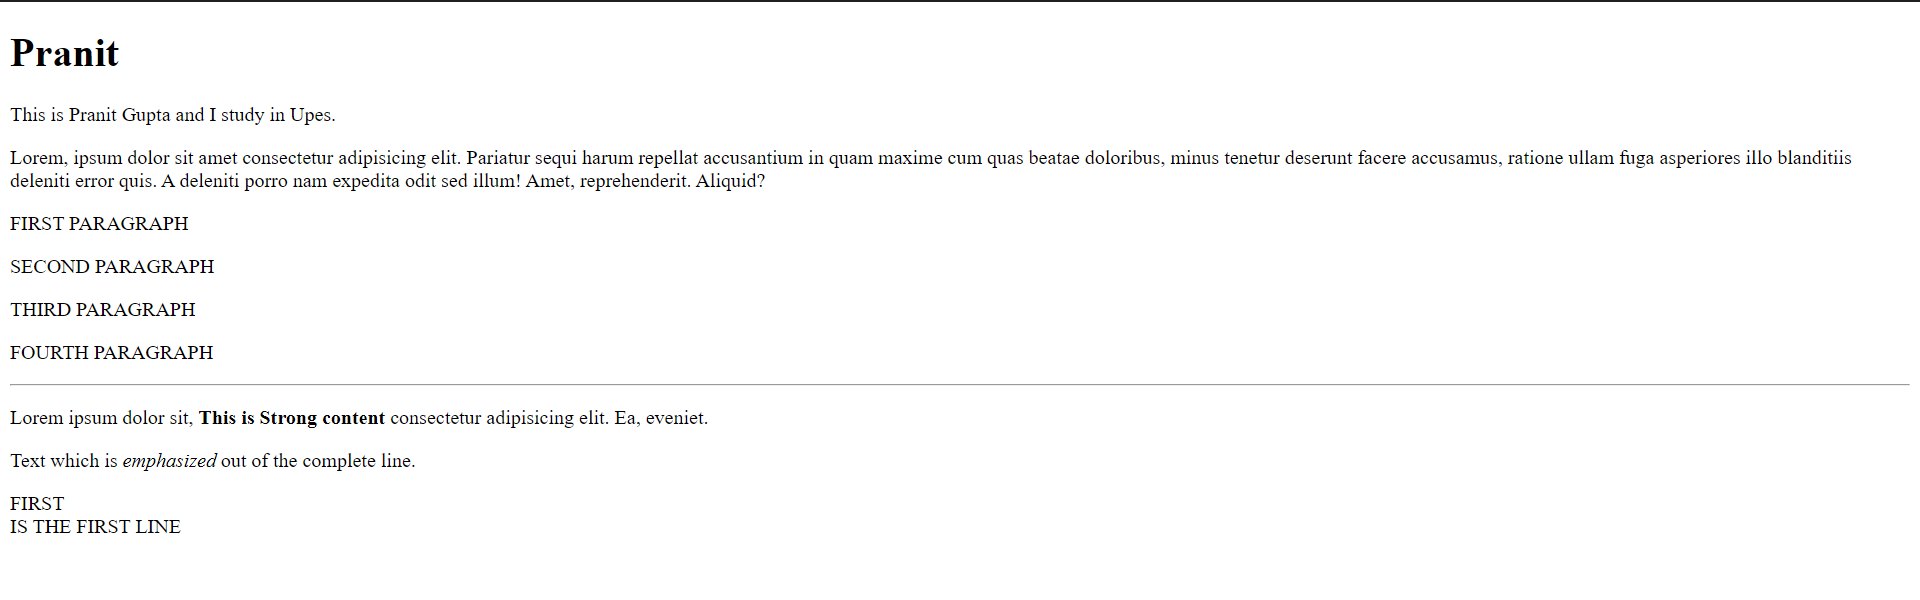 Pranit
This is Pranit Gupta and I study in Upes.
Lorem, ipsum dolor sit amet consectetur adipisicing elit. Pariatur sequi harum repellat accusantium in quam maxime cum quas beatae doloribus, minus tenetur deserunt facere accusamus, ratione ullam fuga asperiores illo blanditiis
deleniti error quis. A deleniti porro nam expedita odit sed illum! Amet, reprehenderit. Aliquid?
FIRST PARAGRAPH
SECOND PARAGRAPH
THIRD PARAGRAPH
FOURTH PARAGRAPH
Lorem ipsum dolor sit, This is Strong content consectetur adipisicing elit. Ea, eveniet.
Text which is emphasized out of the complete line.
FIRST
IS THE FIRST LINE